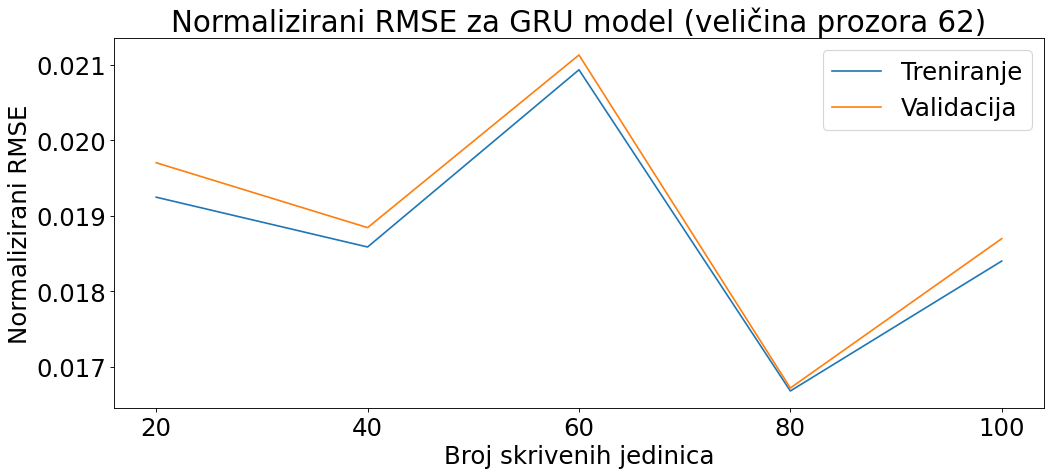 Normalizirani RMSE za GRU model (veličina prozora 62)
Treniranje
Validacija
Normalizirani RMSE
0.021
0.020
0.019
0.018
0.017
20 40 60 80 100
Broj skrivenih jedinica